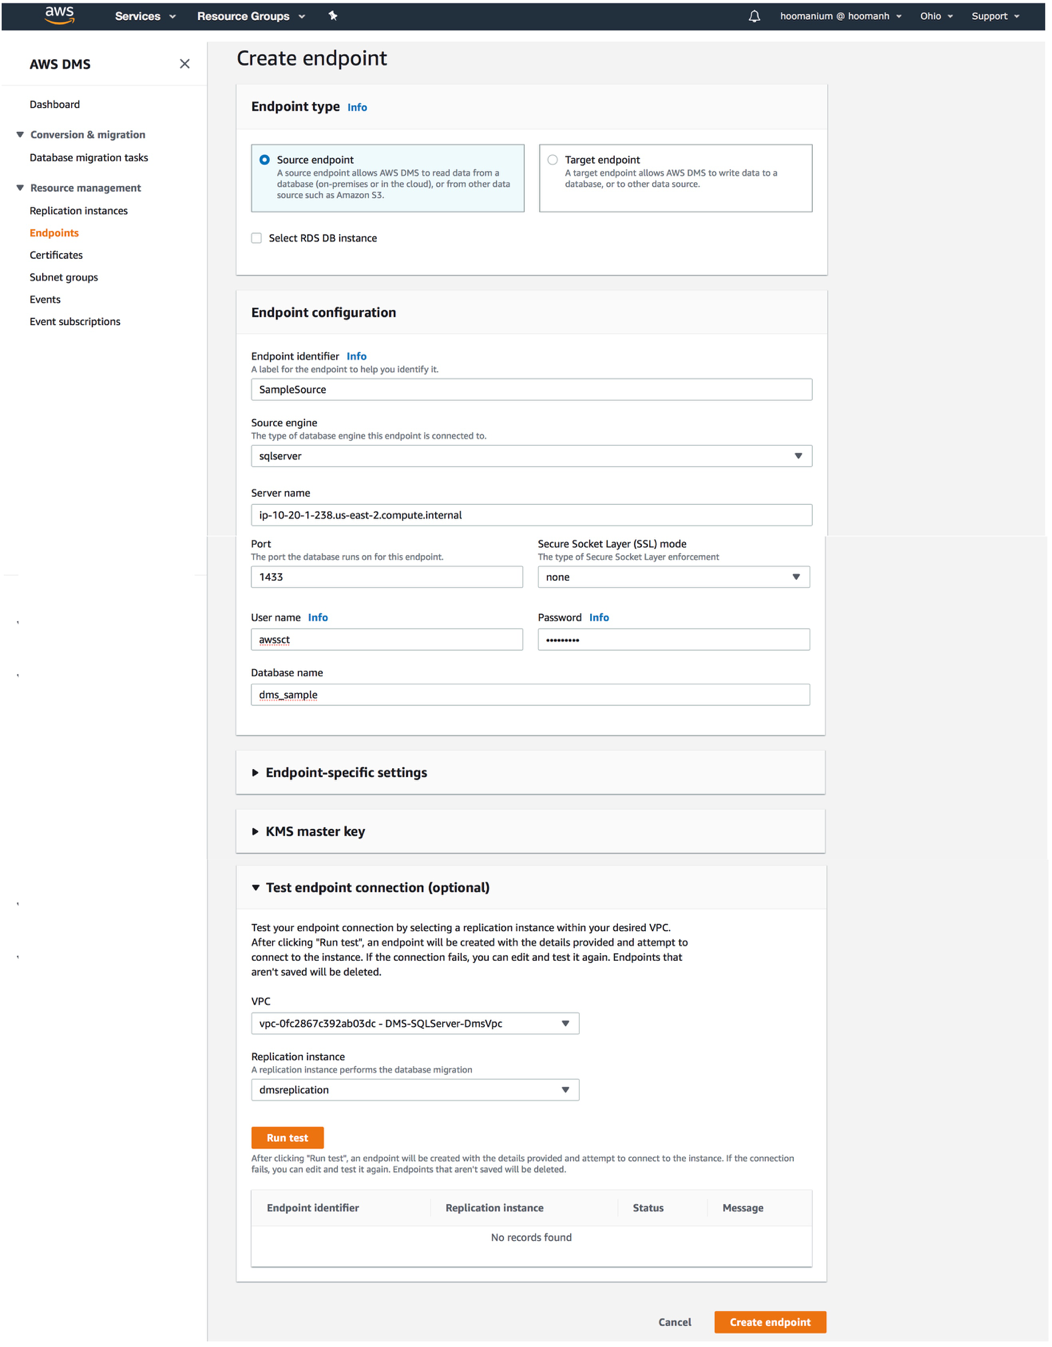 aws Services Resource Groups hoomanium @ hoomanh Ohio Support
AWS DMS
Dashboard
Conversion & migration
Database migration tasks
Resource management
Replication instances
Endpoints
Certificates
Subnet groups
Events
Event subscriptions
Create endpoint
Endpoint type Info
Source endpoint
A source endpoint allows AWS DMS to read data from a
database (on-premises or in the cloud), or from other data
source such as Amazon S3.
Target endpoint
A target endpoint allows AWS DMS to write data to a
database, or to other data source.
Select RDS DB instance
Endpoint configuration
Endpoint identifier Info
A label for the endpoint to help you identify it.
SampleSource
Source engine
The type of database engine this endpoint is connected to.
sqlserver
Server name
ip-10-20-1-238.us-east-2.compute.internal
Port
The port the database runs on for this endpoint.
1433
Secure Socket Layer (SSL) mode
The type of Secure Socket Layer enforcement
none
User name Info
awssct
Password Info
•••••••••
Database name
dms_sample
Endpoint-specific settings
KMS master key
Test endpoint connection (optional)
Test your endpoint connection by selecting a replication instance within your desired VPC.
After clicking "Run test", an endpoint will be created with the details provided and attempt to
connect to the instance. If the connection fails, you can edit and test it again. Endpoints that
aren't saved will be deleted.
VPC
vpc-0fc2867c392ab03dc - DMS-SQLServer-DmsVpc
Replication instance
A replication instance performs the database migration
dmsreplication
Run test
After clicking "Run test", an endpoint will be created with the details provided and attempt to connect to the instance. If the connection
fails, you can edit and test it again. Endpoints that aren't saved will be deleted.
Endpoint identifier Replication instance Status Message
No records found
Cancel Create endpoint